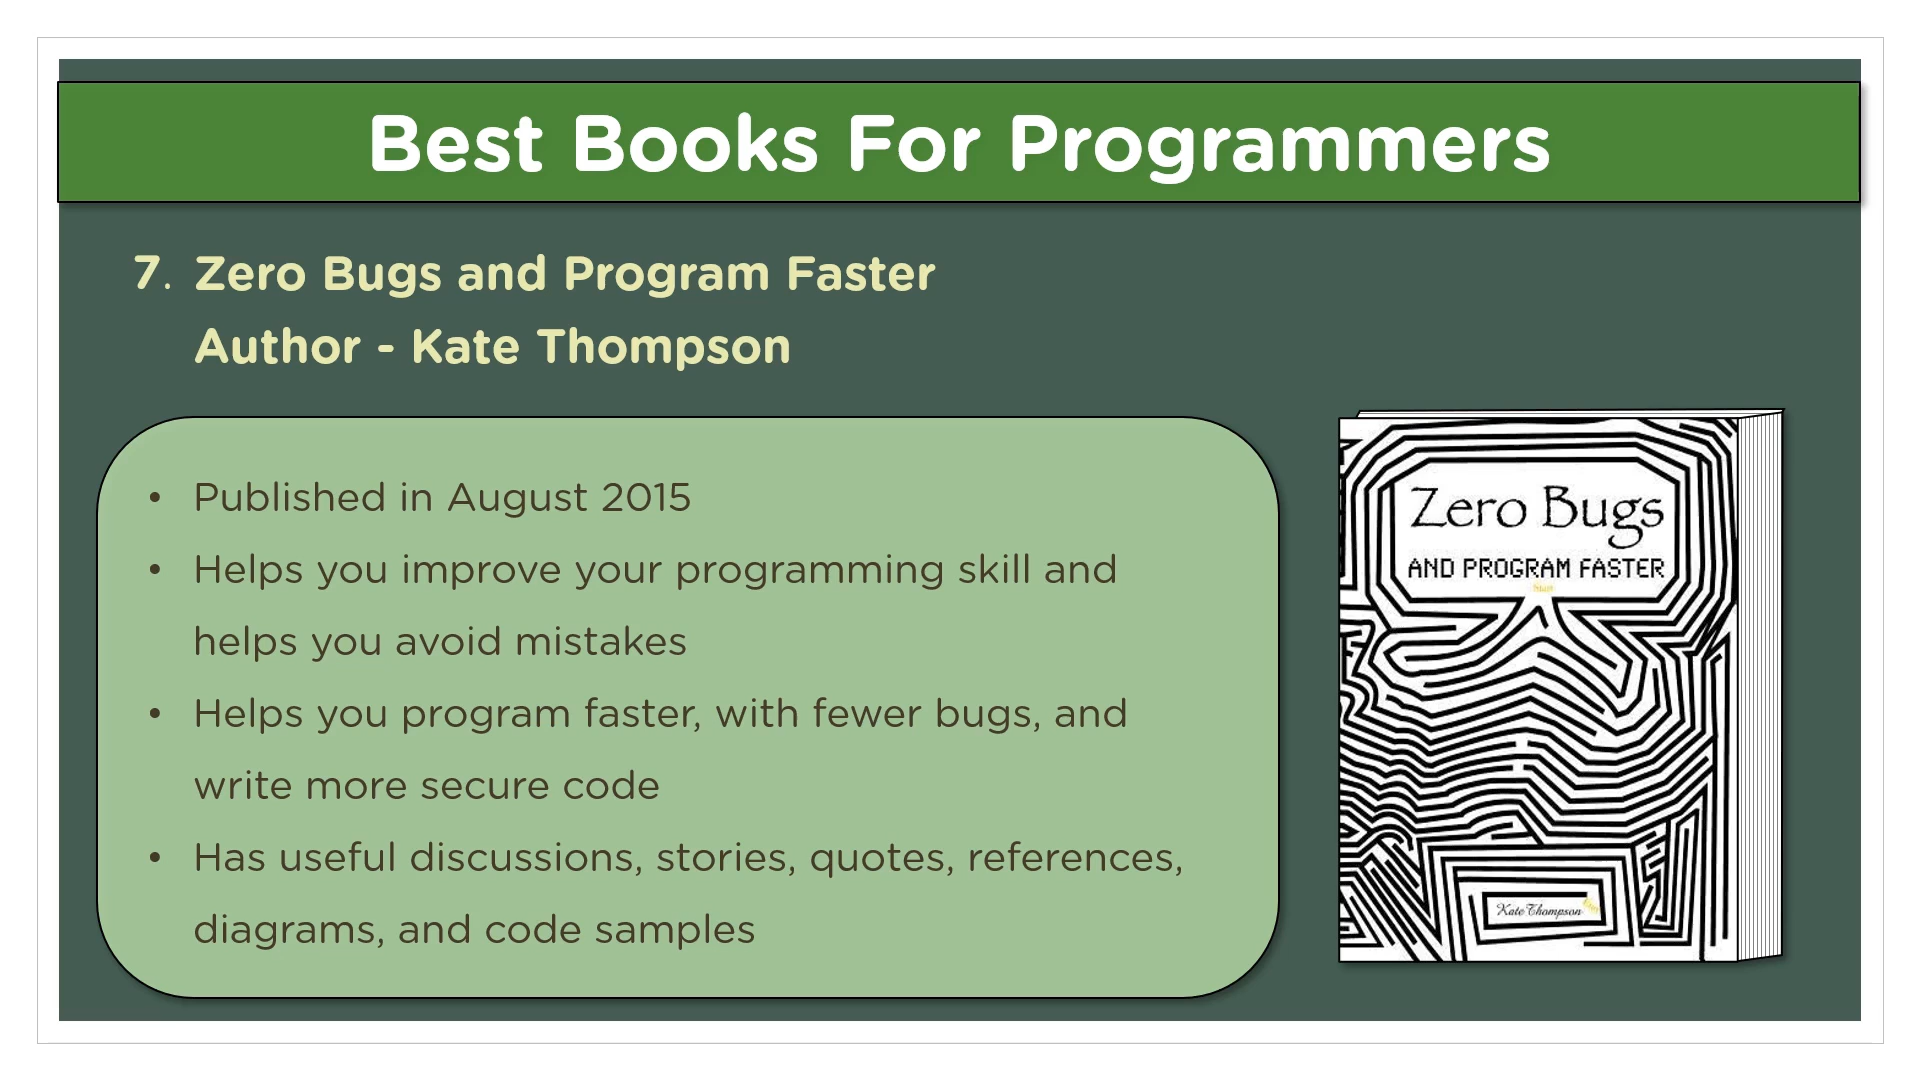 Best Books For Programmers
7. Zero Bugs and Program Faster
Author - Kate Thompson
• Published in August 2015
• Helps you improve your programming skill and
helps you avoid mistakes
• Helps you program faster, with fewer bugs, and
write more secure code
• Has useful discussions, stories, quotes, references,
diagrams, and code samples
Zero Bugs
AND PROGRAM FASTER
Start
Kate Thompson